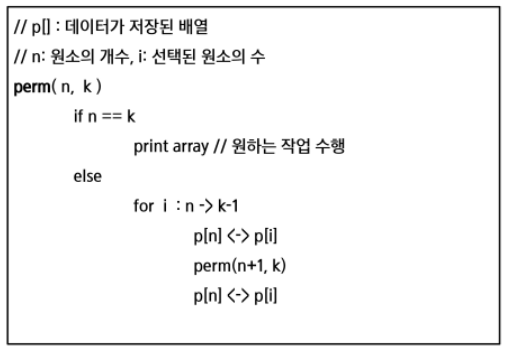 // p[] : 데이터가 저장된 배열
// n: 원소의 개수, i: 선택된 원소의 수
perm( n, k )
if n == k
print array // 원하는 작업 수행
else
for i : n -> k-1
p[n] <-> p[i]
perm(n+1, k)
p[n] <-> p[i]